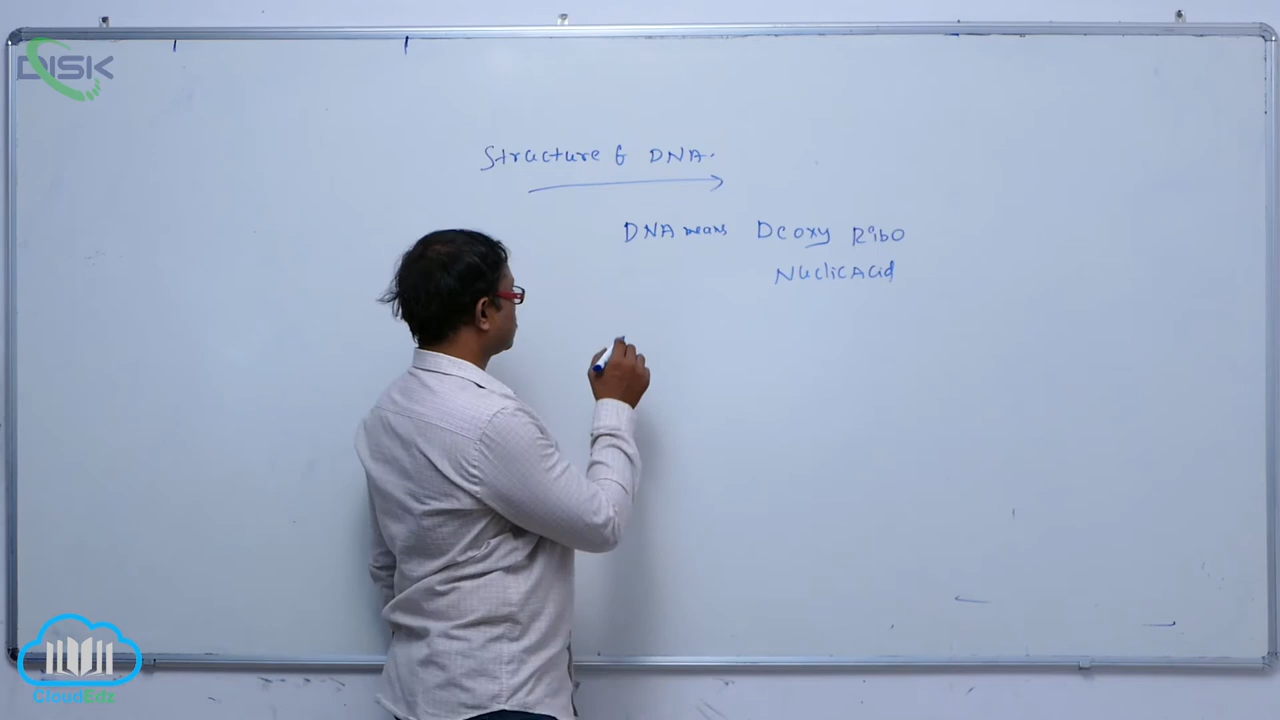 DISK
Structure of DNA.
DNA means Deoxy Ribo
Nuclic Acid
CloudEdz